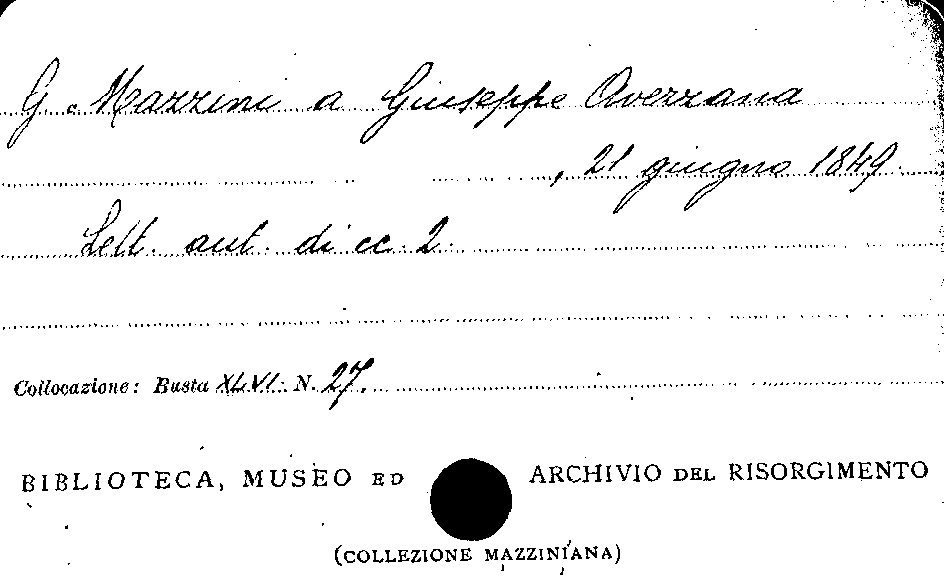 G. Mazzini a Giuseppe Avezzana
, 21 giugno 1849.
Lett. aut. di cc. 2.
Collocazione: Busta XLVI. N. 27.
BIBLIOTECA, MUSEO ED ARCHIVIO DEL RISORGIMENTO
(COLLEZIONE MAZZINIANA)